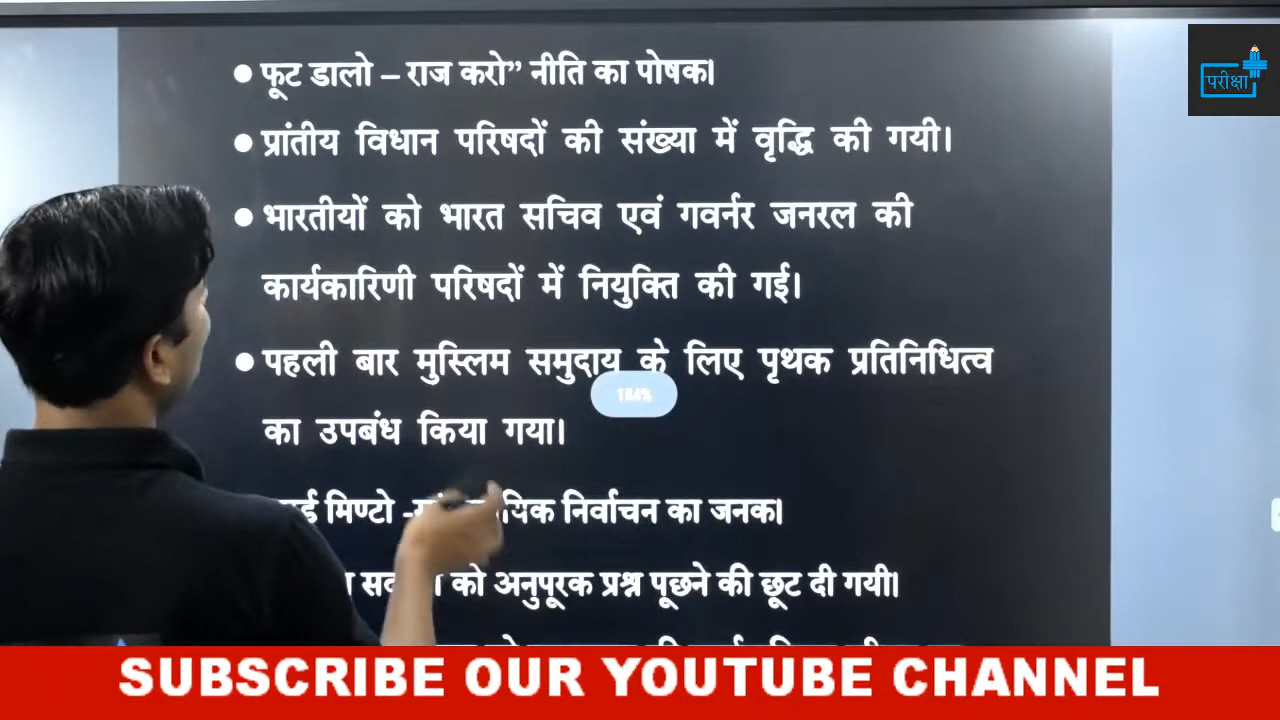 ● फूट डालो – राज करो” नीति का पोषक।
परीक्षा
● प्रांतीय विधान परिषदों की संख्या में वृद्धि की गयी।
● भारतीयों को भारत सचिव एवं गवर्नर जनरल की
कार्यकारिणी परिषदों में नियुक्ति की गई।
● पहली बार मुस्लिम समुदाय के लिए पृथक प्रतिनिधित्व
184%
का उपबंध किया गया।
मिण्टो - निर्वाचन का जनक।
को अनुपूरक प्रश्न पूछने की छूट दी गयी।
SUBSCRIBE OUR YOUTUBE CHANNEL